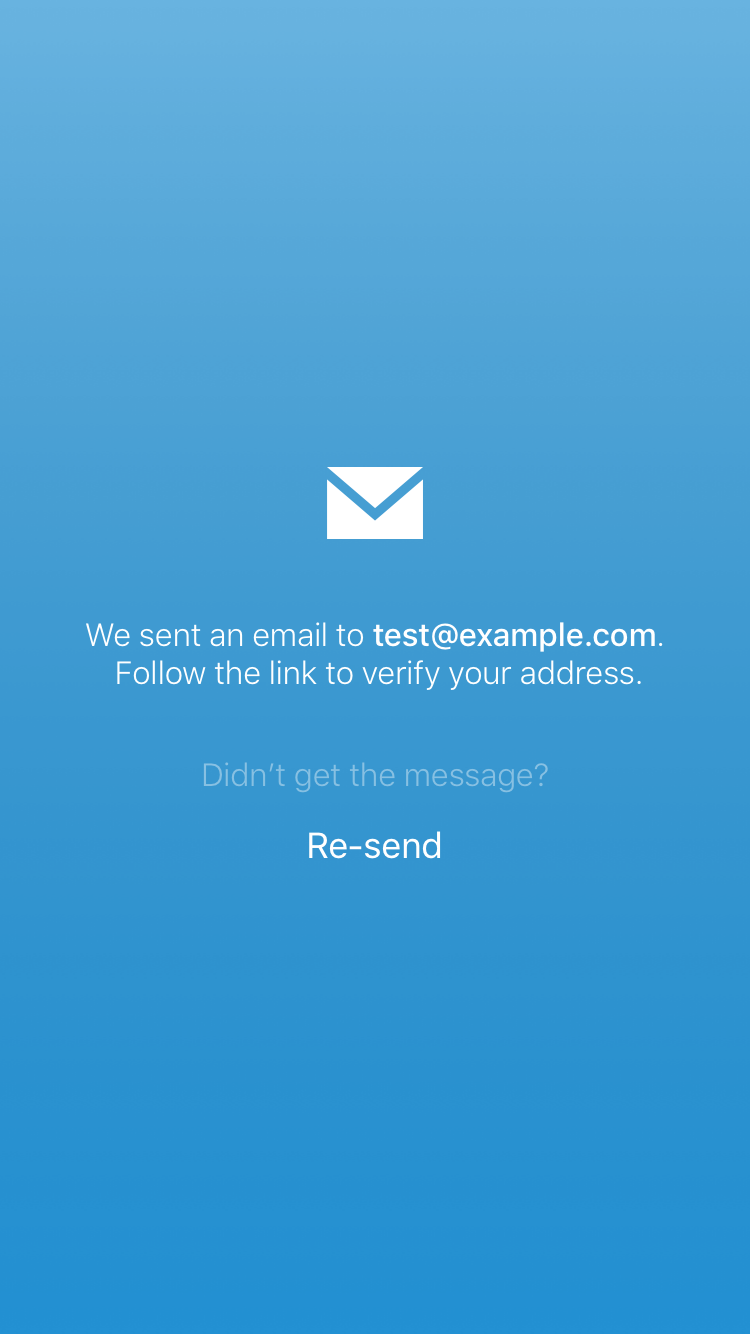 We sent an email to test@example.com.
Follow the link to verify your address.
Didn’t get the message?
Re-send